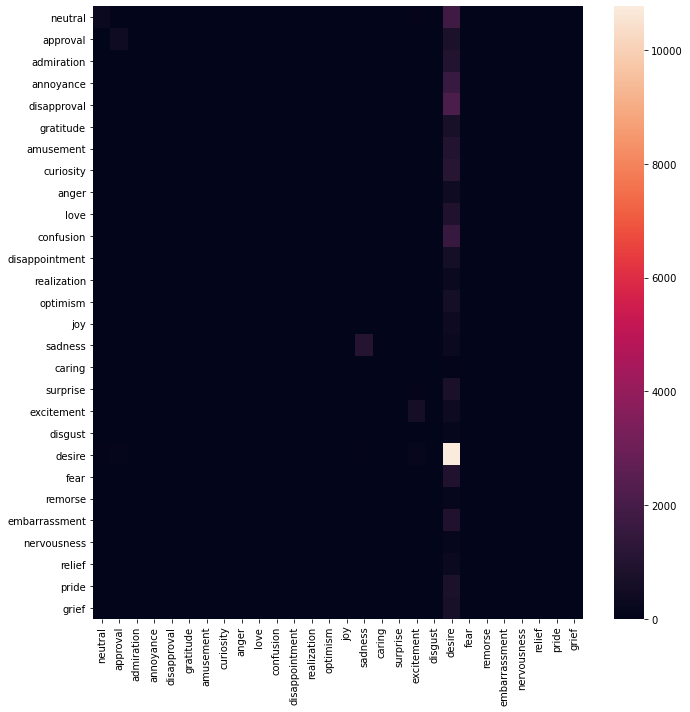 neutral
approval
admiration
annoyance
disapproval
gratitude
amusement
curiosity
anger
love
confusion
disappointment
realization
optimism
joy
sadness
caring
surprise
excitement
disgust
desire
fear
remorse
embarrassment
nervousness
relief
pride
grief
neutral
approval
admiration
annoyance
disapproval
gratitude
amusement
curiosity
anger
love
confusion
disappointment
realization
optimism
joy
sadness
caring
surprise
excitement
disgust
desire
fear
remorse
embarrassment
nervousness
relief
pride
grief
10000
8000
6000
4000
2000
0